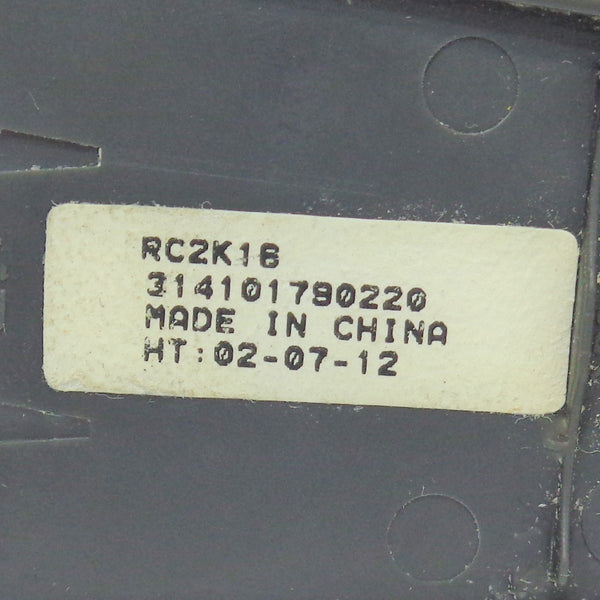 RC2K16
314101790220
MADE IN CHINA
HT:02-07-12